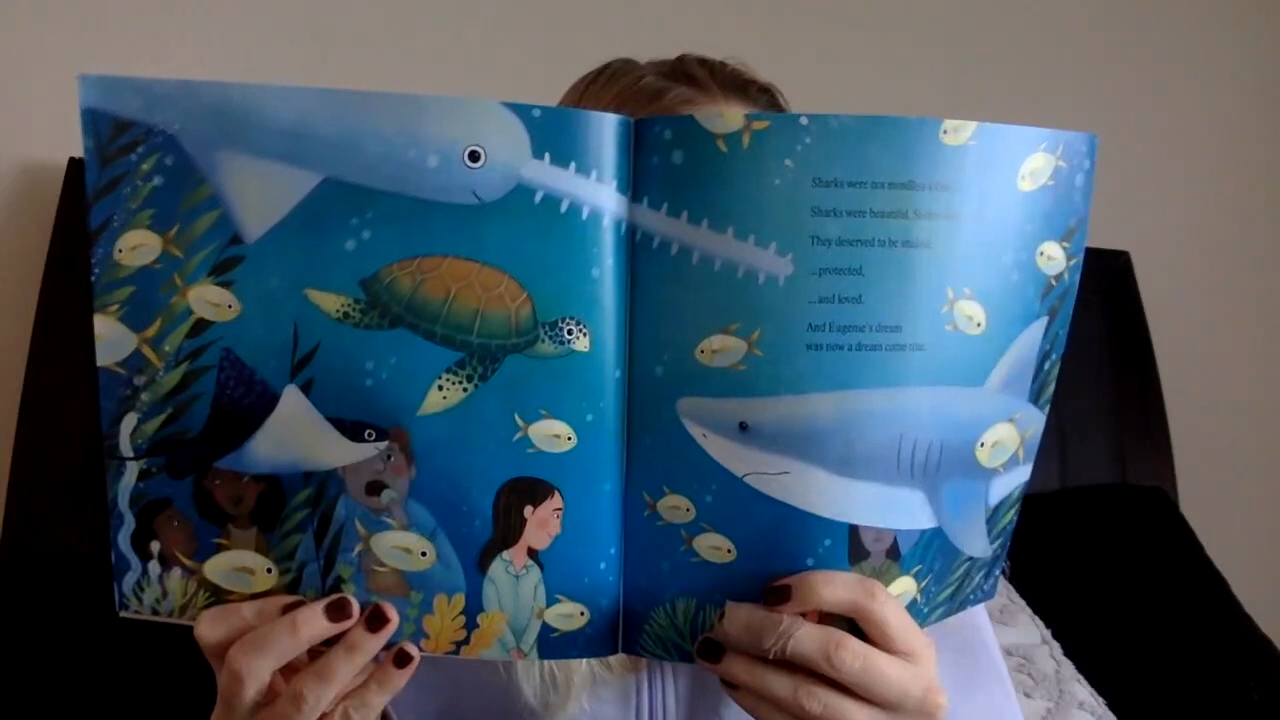 Sharks were not mindless
Sharks were beautiful.
They deserved to be studied,
...protected,
...and loved.
And Eugenie's dream
was now a dream come true.